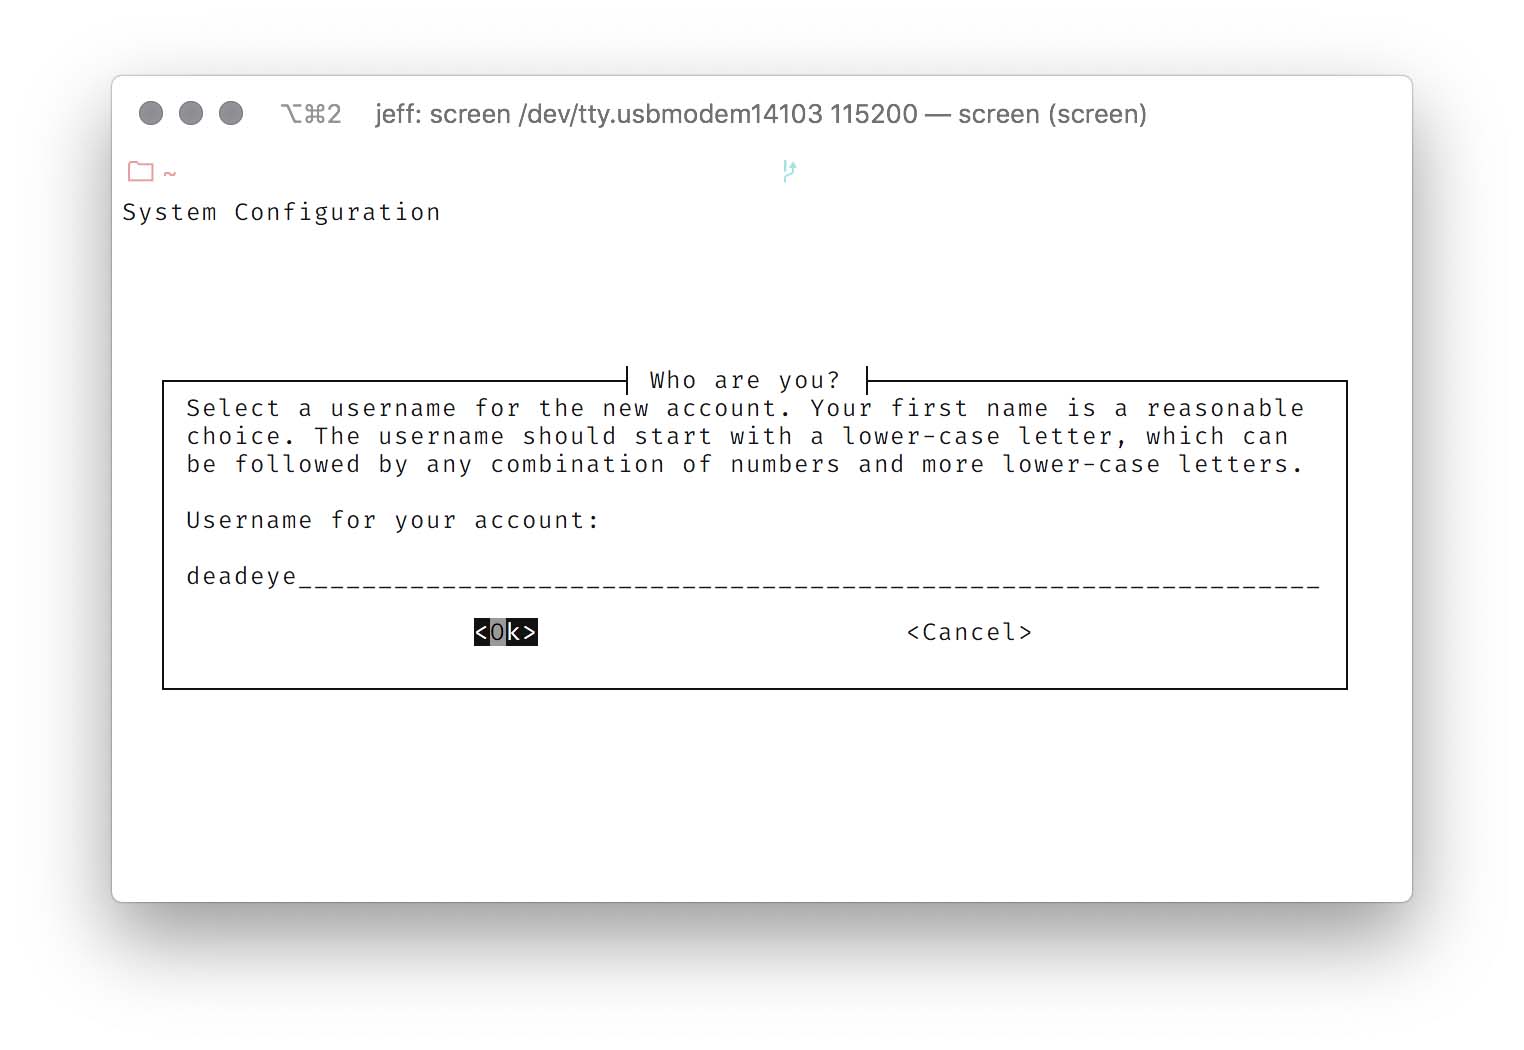 ⌥⌘2 jeff: screen /dev/tty.usbmodem14103 115200 — screen (screen)
~
System Configuration
Who are you?
Select a username for the new account. Your first name is a reasonable
choice. The username should start with a lower-case letter, which can
be followed by any combination of numbers and more lower-case letters.
Username for your account:
deadeye________________________________________________________________
<Ok> <Cancel>